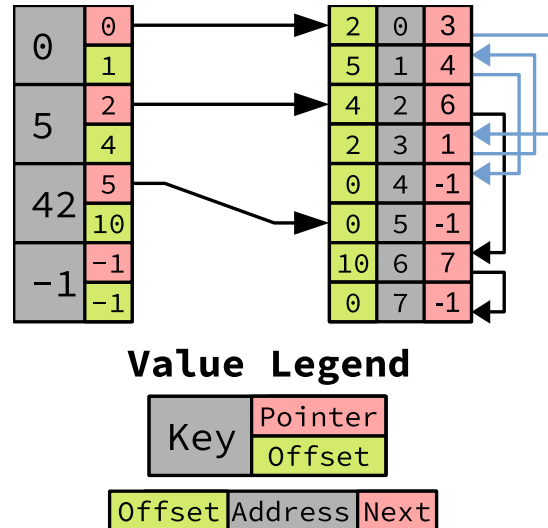 0 0 1
5 2 4
42 5 10
−1 −1 −1
2 0 3
5 1 4
4 2 6
2 3 1
0 4 -1
0 5 -1
10 6 7
0 7 -1
Value Legend
Key Pointer
Offset
Offset Address Next